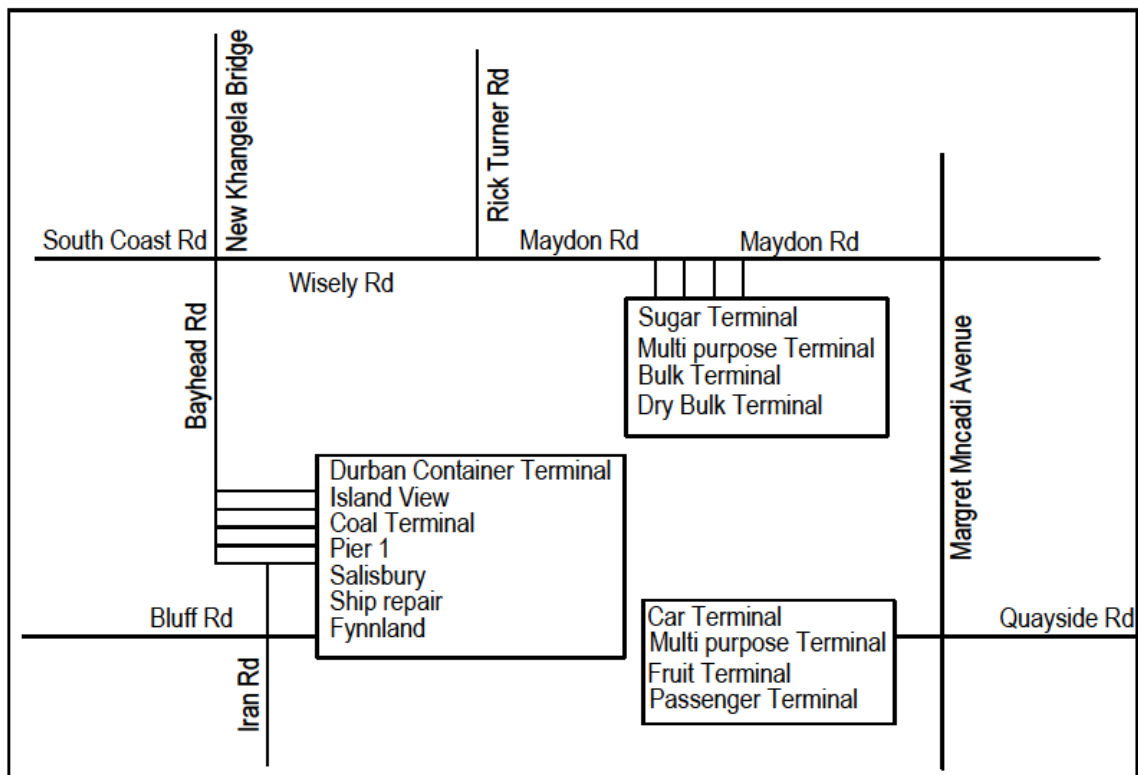 New Khangela Bridge
Rick Turner Rd
South Coast Rd
Maydon Rd
Maydon Rd
Wisely Rd
Bayhead Rd
Sugar Terminal
Multi purpose Terminal
Bulk Terminal
Dry Bulk Terminal
Margret Mncadi Avenue
Durban Container Terminal
Island View
Coal Terminal
Pier 1
Salisbury
Ship repair
Fynnland
Bluff Rd
Iran Rd
Car Terminal
Multi purpose Terminal
Fruit Terminal
Passenger Terminal
Quayside Rd